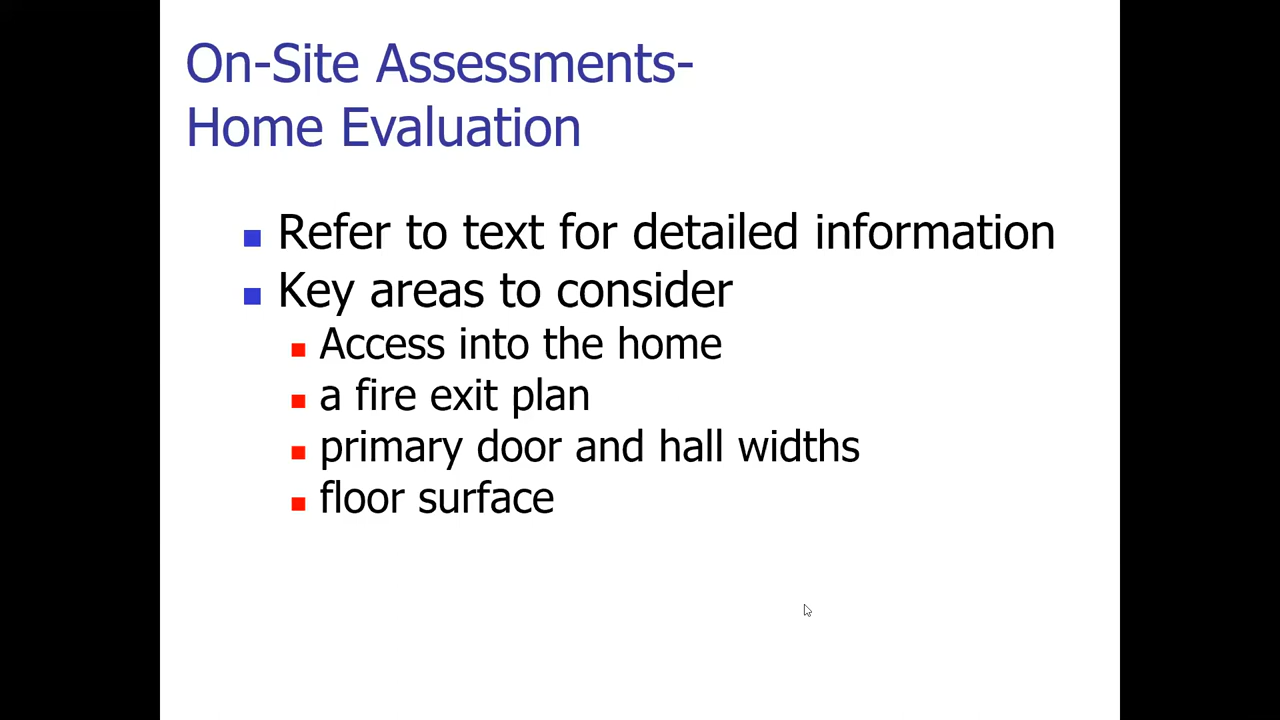 On-Site Assessments-
Home Evaluation
Refer to text for detailed information
Key areas to consider
Access into the home
a fire exit plan
primary door and hall widths
floor surface